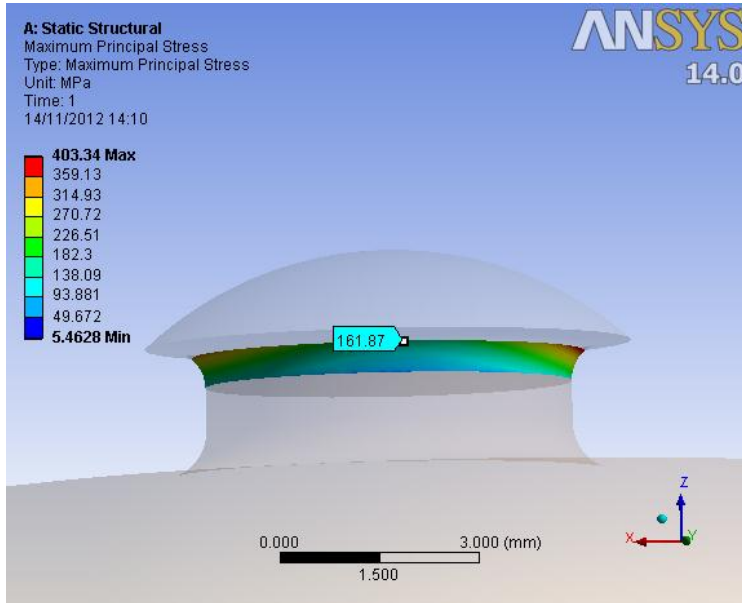 A: Static Structural
Maximum Principal Stress
Type: Maximum Principal Stress
Unit: MPa
Time: 1
14/11/2012 14:10
ANSYS
14.0
403.34 Max
359.13
314.93
270.72
226.51
182.3
138.09
93.881
49.672
5.4628 Min
161.87
0.000 3.000 (mm)
1.500
Z
X Y